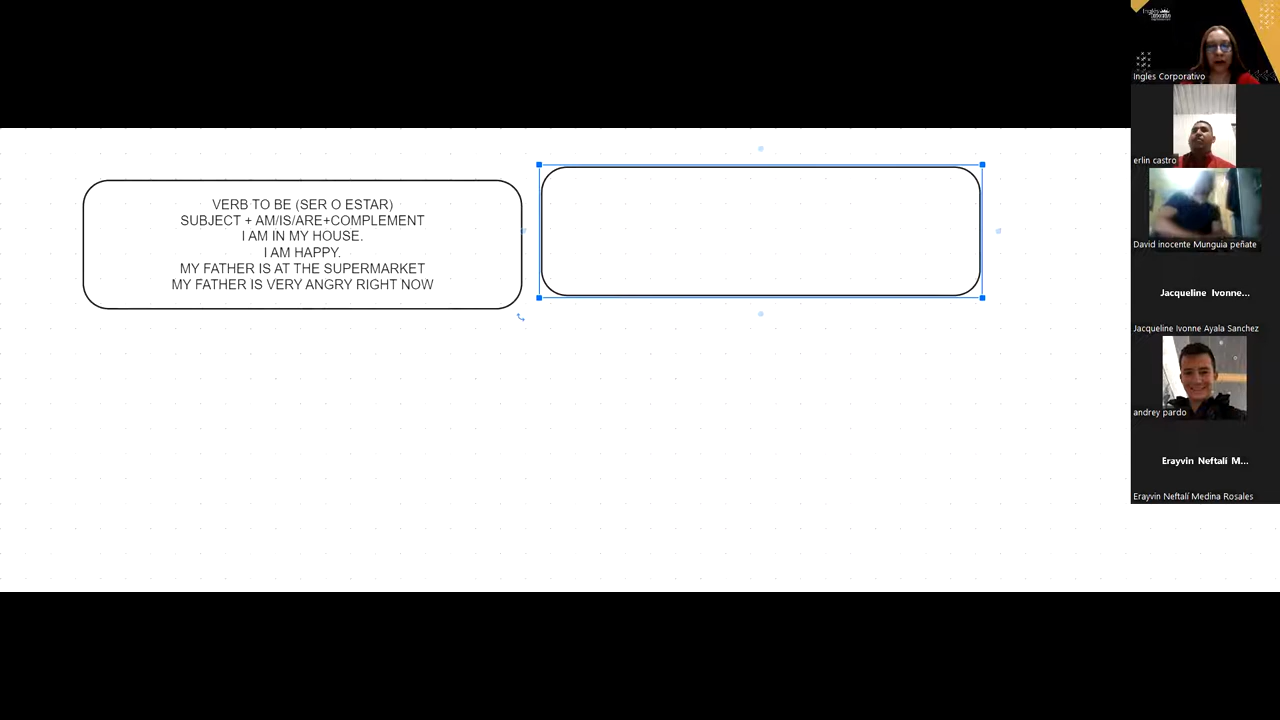 VERB TO BE (SER O ESTAR)
SUBJECT + AM/IS/ARE+COMPLEMENT
I AM IN MY HOUSE.
I AM HAPPY.
MY FATHER IS AT THE SUPERMARKET
MY FATHER IS VERY ANGRY RIGHT NOW
Ingles Corporativo
erlin castro
David inocente Munguia peñate
Jacqueline Ivonne...
Jacqueline Ivonne Ayala Sanchez
andrey pardo
Erayvin Neftalí M...
Erayvin Neftalí Medina Rosales